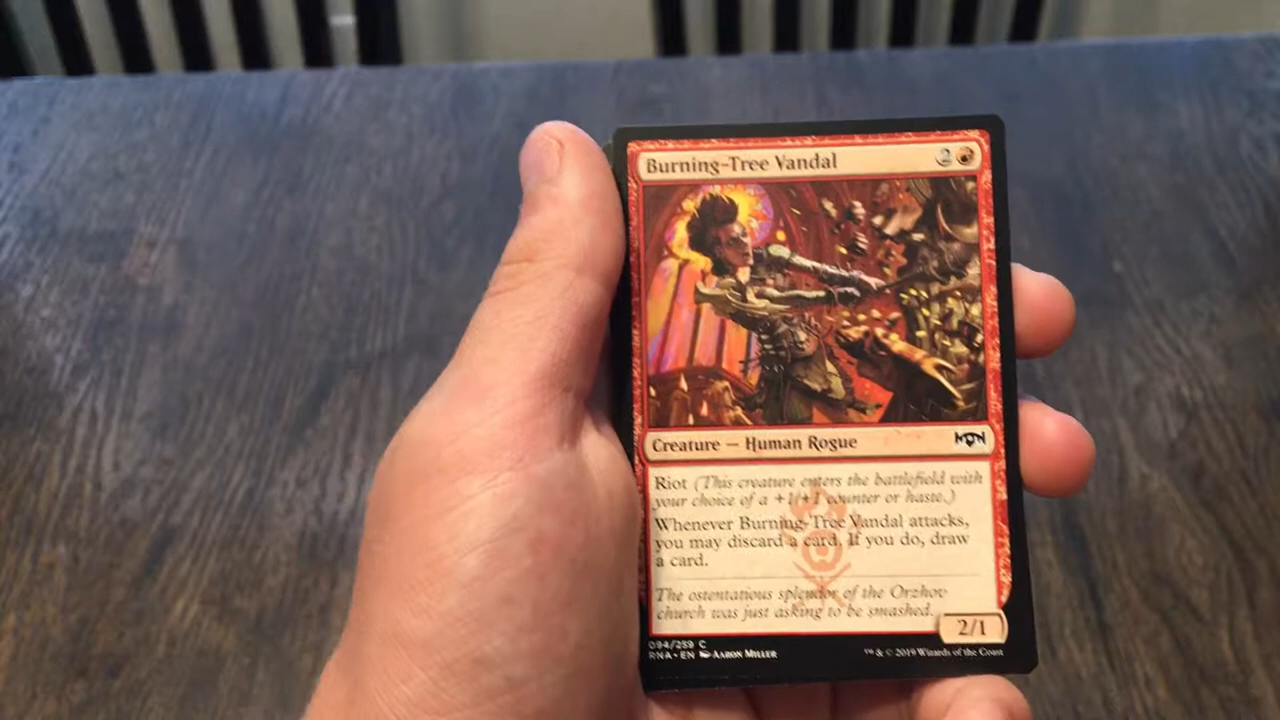 Burning-Tree Vandal 2
Creature — Human Rogue
Riot (This creature enters the battlefield with
your choice of a +1/+1 counter or haste.)
Whenever Burning-Tree Vandal attacks,
you may discard a card. If you do, draw
a card.
The ostentatious splendor of the Orzhov
church was just asking to be smashed.
2/1
094/259 C
RNA • EN Aaron Miller
™ & © 2019 Wizards of the Coast